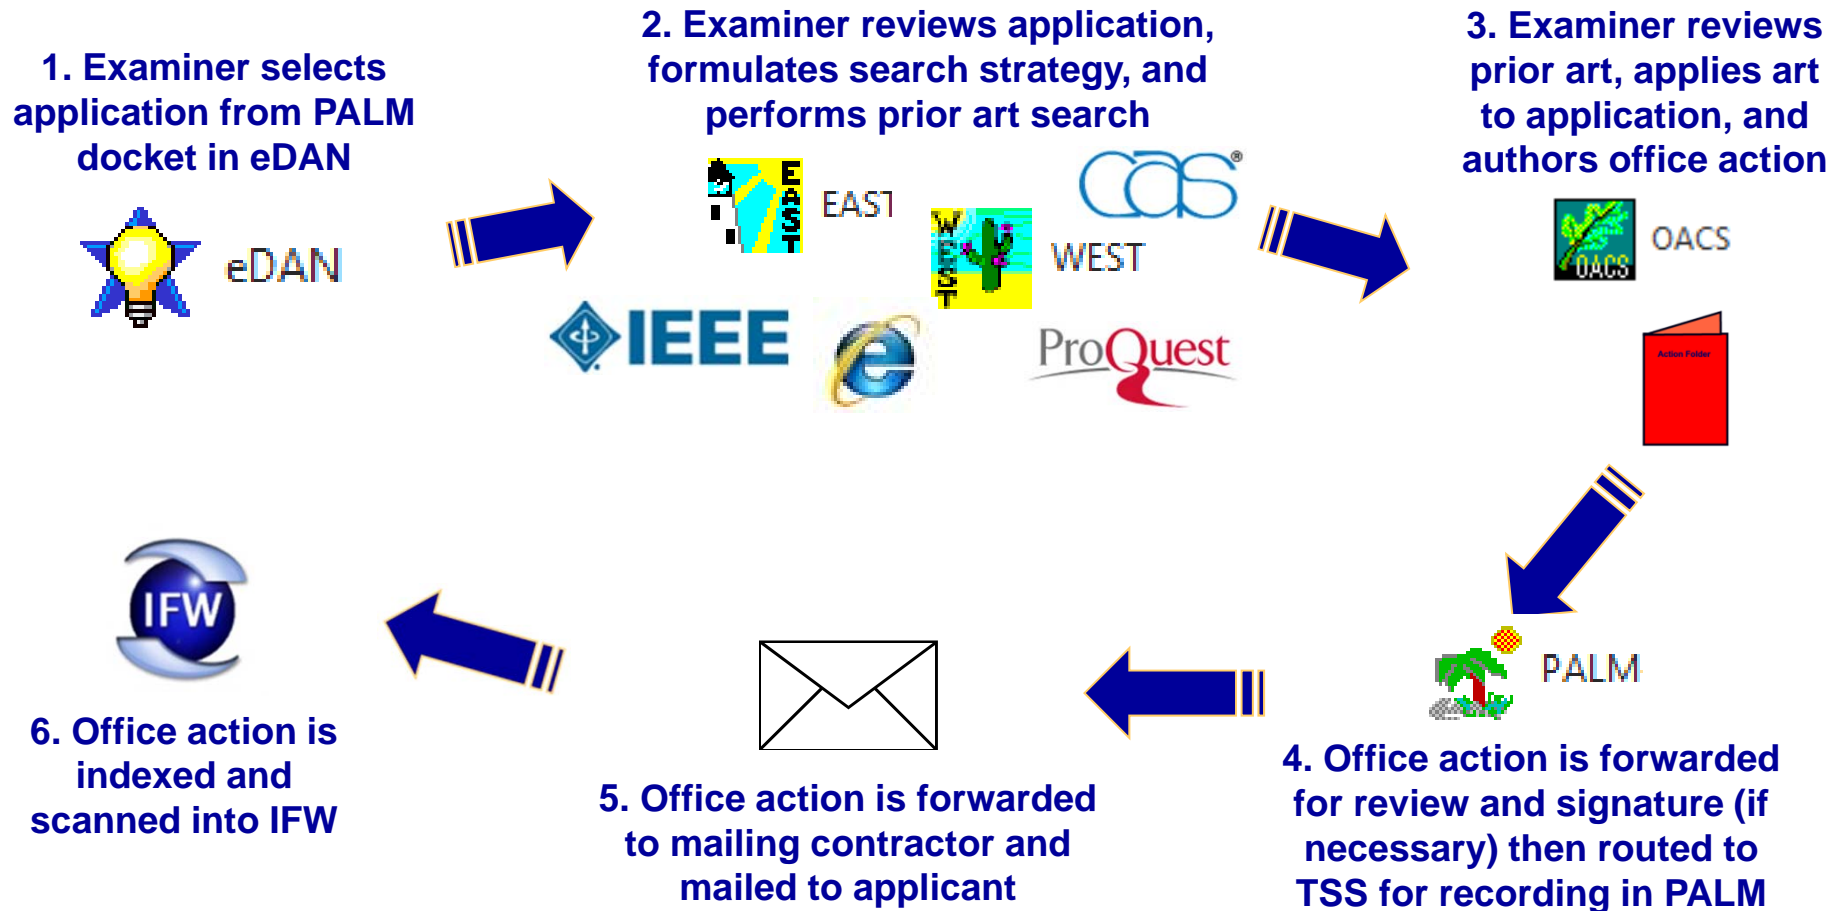 1. Examiner selects
application from PALM
docket in eDAN
eDAN
2. Examiner reviews application,
formulates search strategy, and
performs prior art search
EAST
EAST
WEST
WEST
cas®
IEEE
e
ProQuest
3. Examiner reviews
prior art, applies art
to application, and
authors office action
OACS
OACS
Action Folder
PALM
4. Office action is forwarded
for review and signature (if
necessary) then routed to
TSS for recording in PALM
5. Office action is forwarded
to mailing contractor and
mailed to applicant
IFW
6. Office action is
indexed and
scanned into IFW